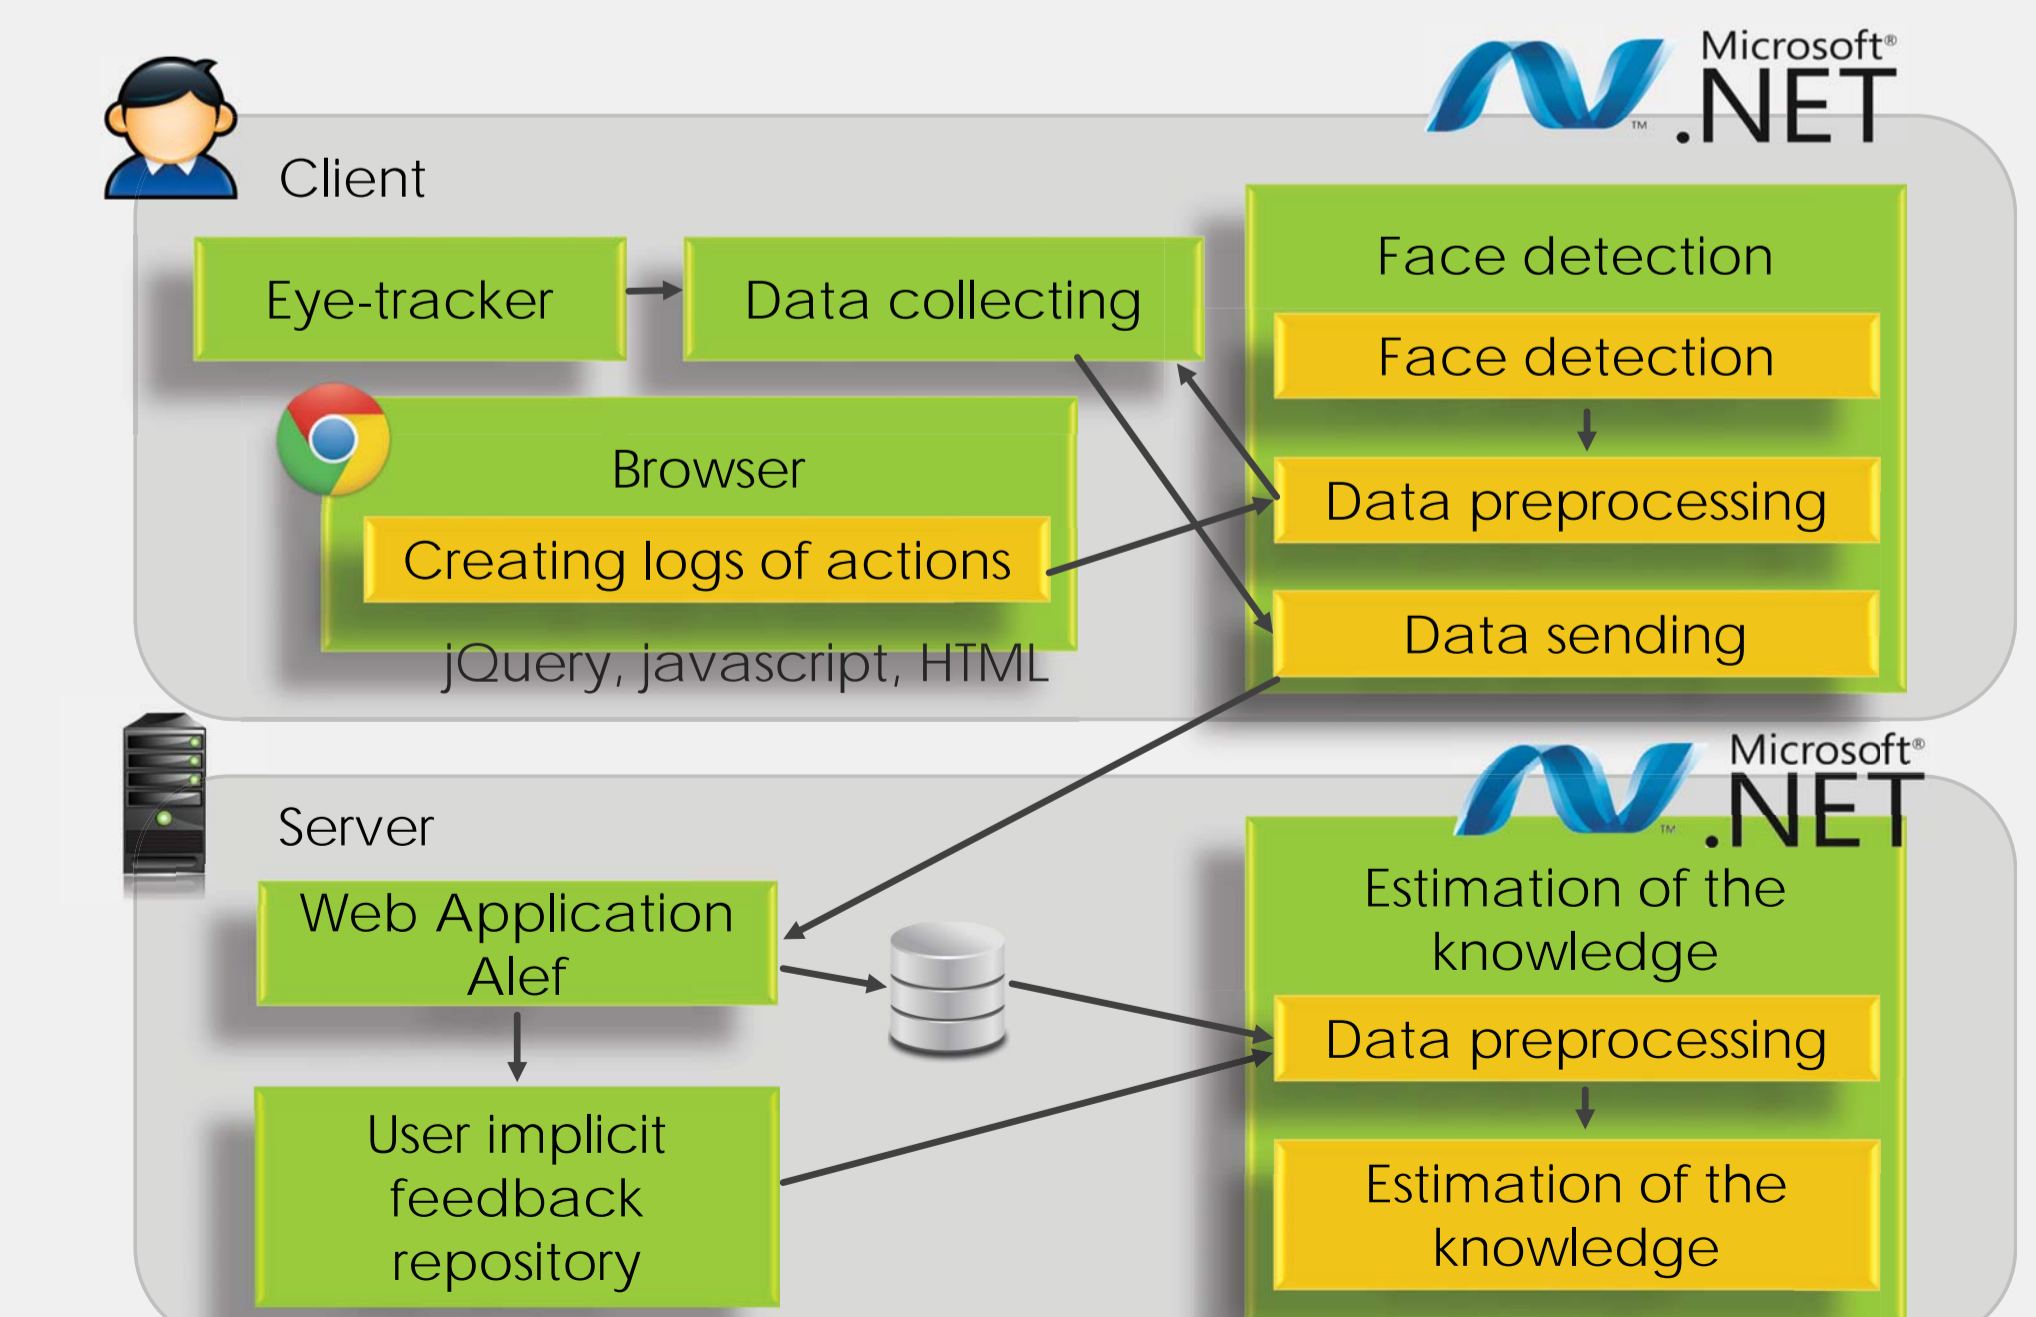 Microsoft®
.NET
TM
Client
Eye-tracker
Data collecting
Face detection
Face detection
Data preprocessing
Data sending
Browser
Creating logs of actions
jQuery, javascript, HTML
Microsoft®
.NET
TM
Server
Web Application
Alef
User implicit
feedback
repository
Estimation of the
knowledge
Data preprocessing
Estimation of the
knowledge